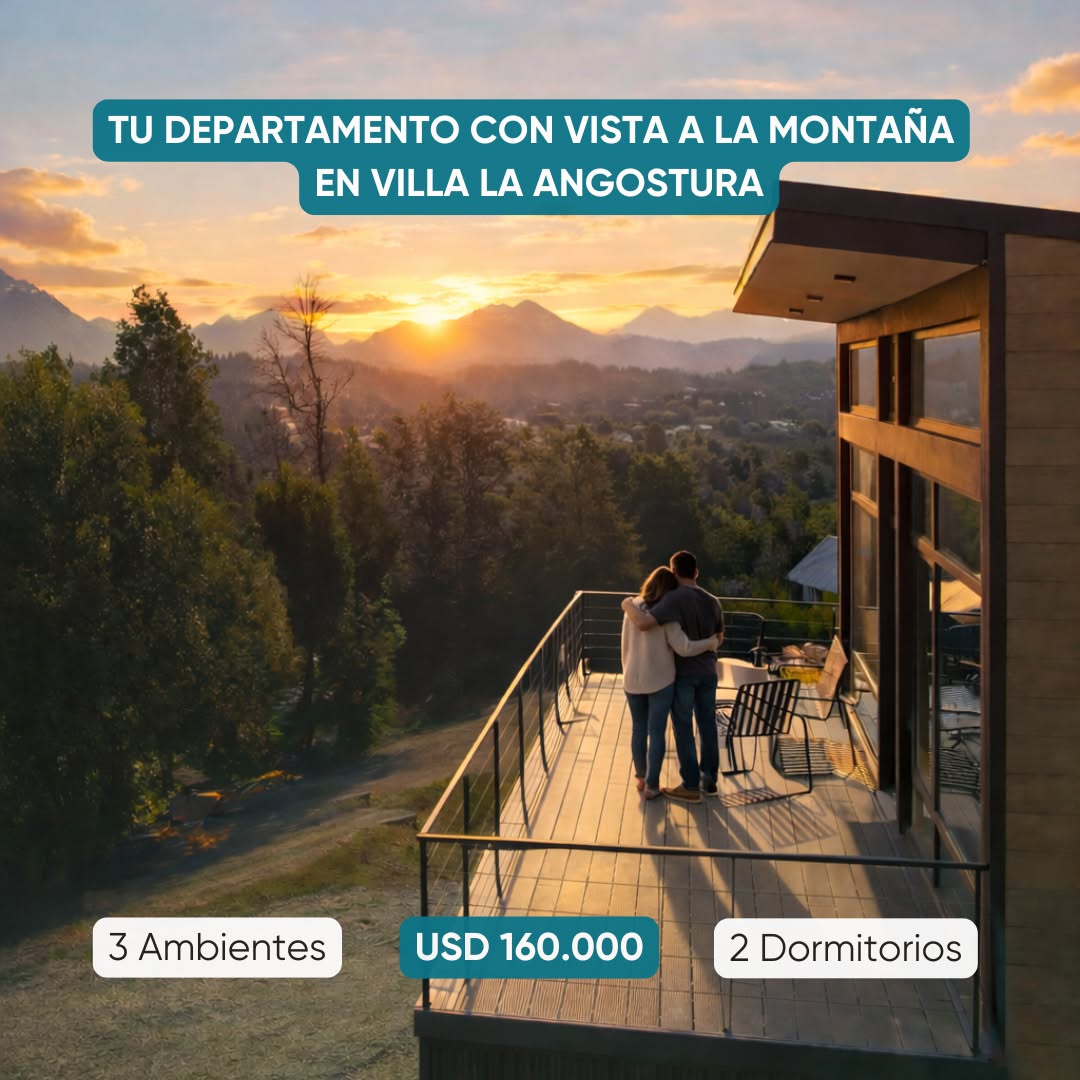 TU DEPARTAMENTO CON VISTA A LA MONTAÑA
EN VILLA LA ANGOSTURA
3 Ambientes
USD 160.000
2 Dormitorios